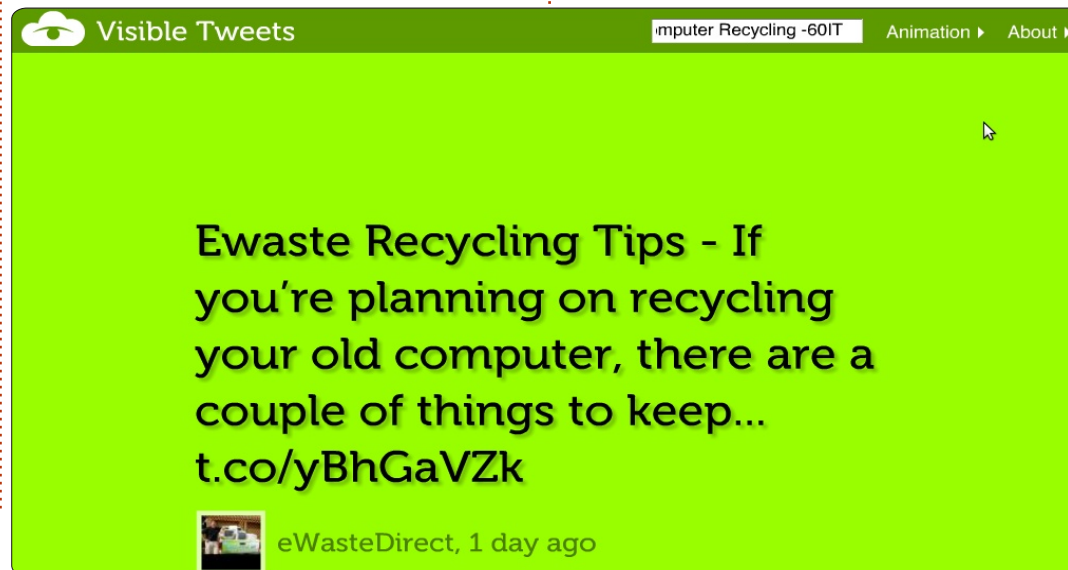 Visible Tweets
mputer Recycling -60IT
Animation
About
Ewaste Recycling Tips - If
you’re planning on recycling
your old computer, there are a
couple of things to keep...
t.co/yBhGaVZk
eWasteDirect, 1 day ago